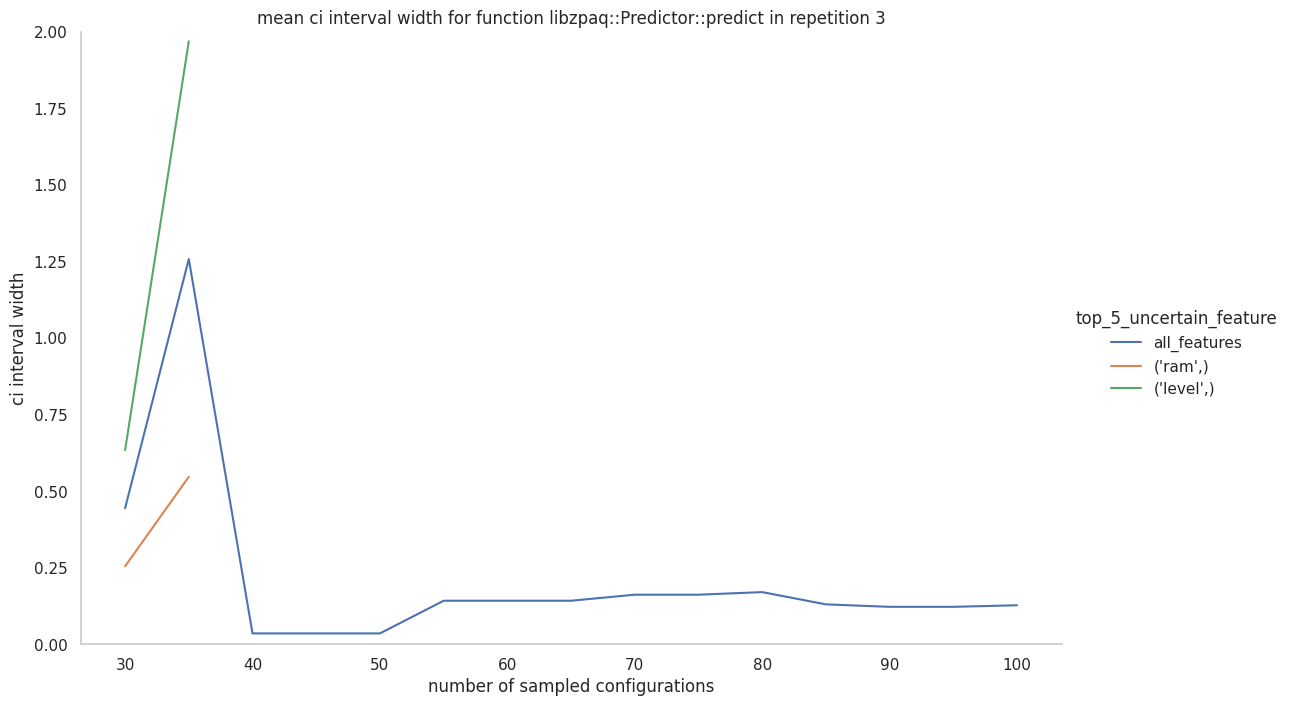 mean ci interval width for function libzpaq::Predictor::predict in repetition 3
2.00
1.75
1.50
1.25
1.00
0.75
0.50
0.25
0.00
ci interval width
30 40 50 60 70 80 90 100
number of sampled configurations
top_5_uncertain_feature
all_features
('ram',)
('level',)